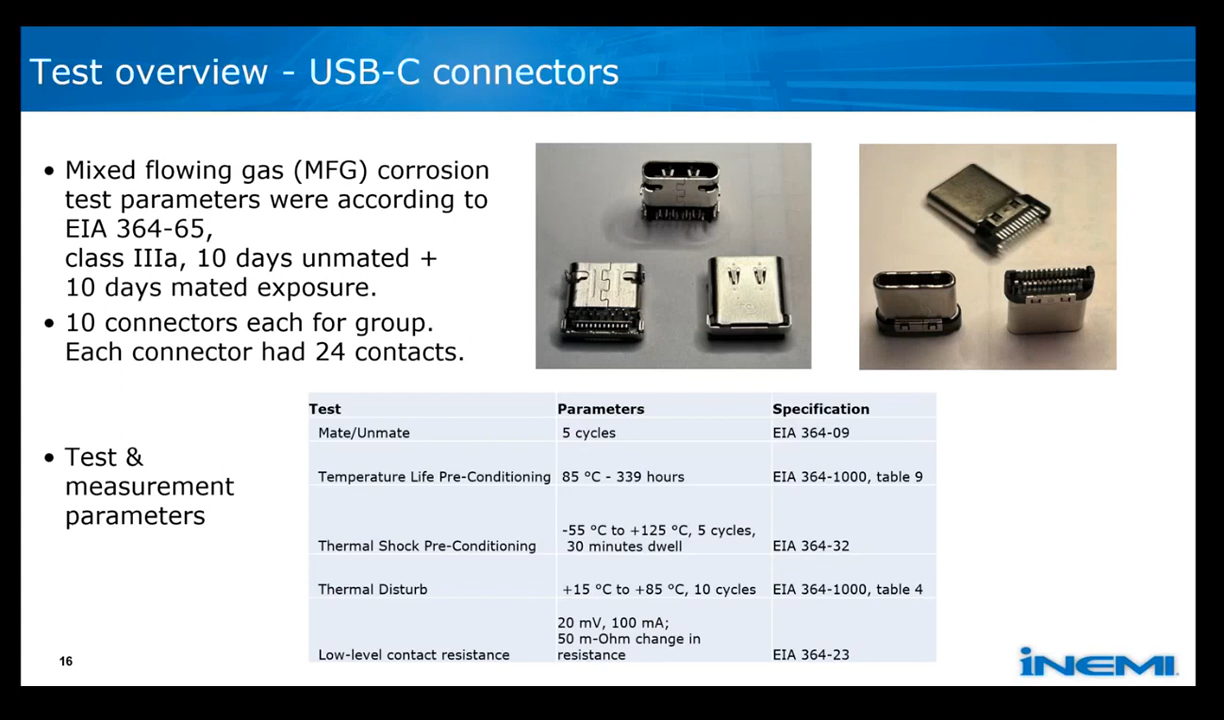 Test overview - USB-C connectors
• Mixed flowing gas (MFG) corrosion
test parameters were according to
EIA 364-65,
class IIIa, 10 days unmated +
10 days mated exposure.
• 10 connectors each for group.
Each connector had 24 contacts.
• Test &
measurement
parameters
Test Parameters Specification
Mate/Unmate 5 cycles EIA 364-09
Temperature Life Pre-Conditioning 85 °C - 339 hours EIA 364-1000, table 9
-55 °C to +125 °C, 5 cycles,
Thermal Shock Pre-Conditioning 30 minutes dwell EIA 364-32
Thermal Disturb +15 °C to +85 °C, 10 cycles EIA 364-1000, table 4
20 mV, 100 mA;
50 m-Ohm change in
Low-level contact resistance resistance EIA 364-23
16
iNEMI